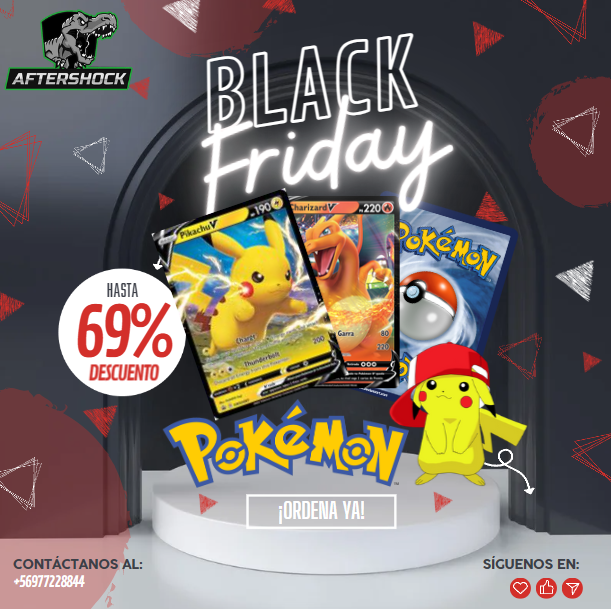 AFTERSHOCK
BLACK
Friday
Pikachu V
190
Charizard V
220
Charge
200
Thunderbolt
Garra 80
220
POKéMON
HASTA
69%
DESCUENTO
POKéMON
¡ORDENA YA!
CONTÁCTANOS AL:
+56977228844
SÍGUENOS EN: